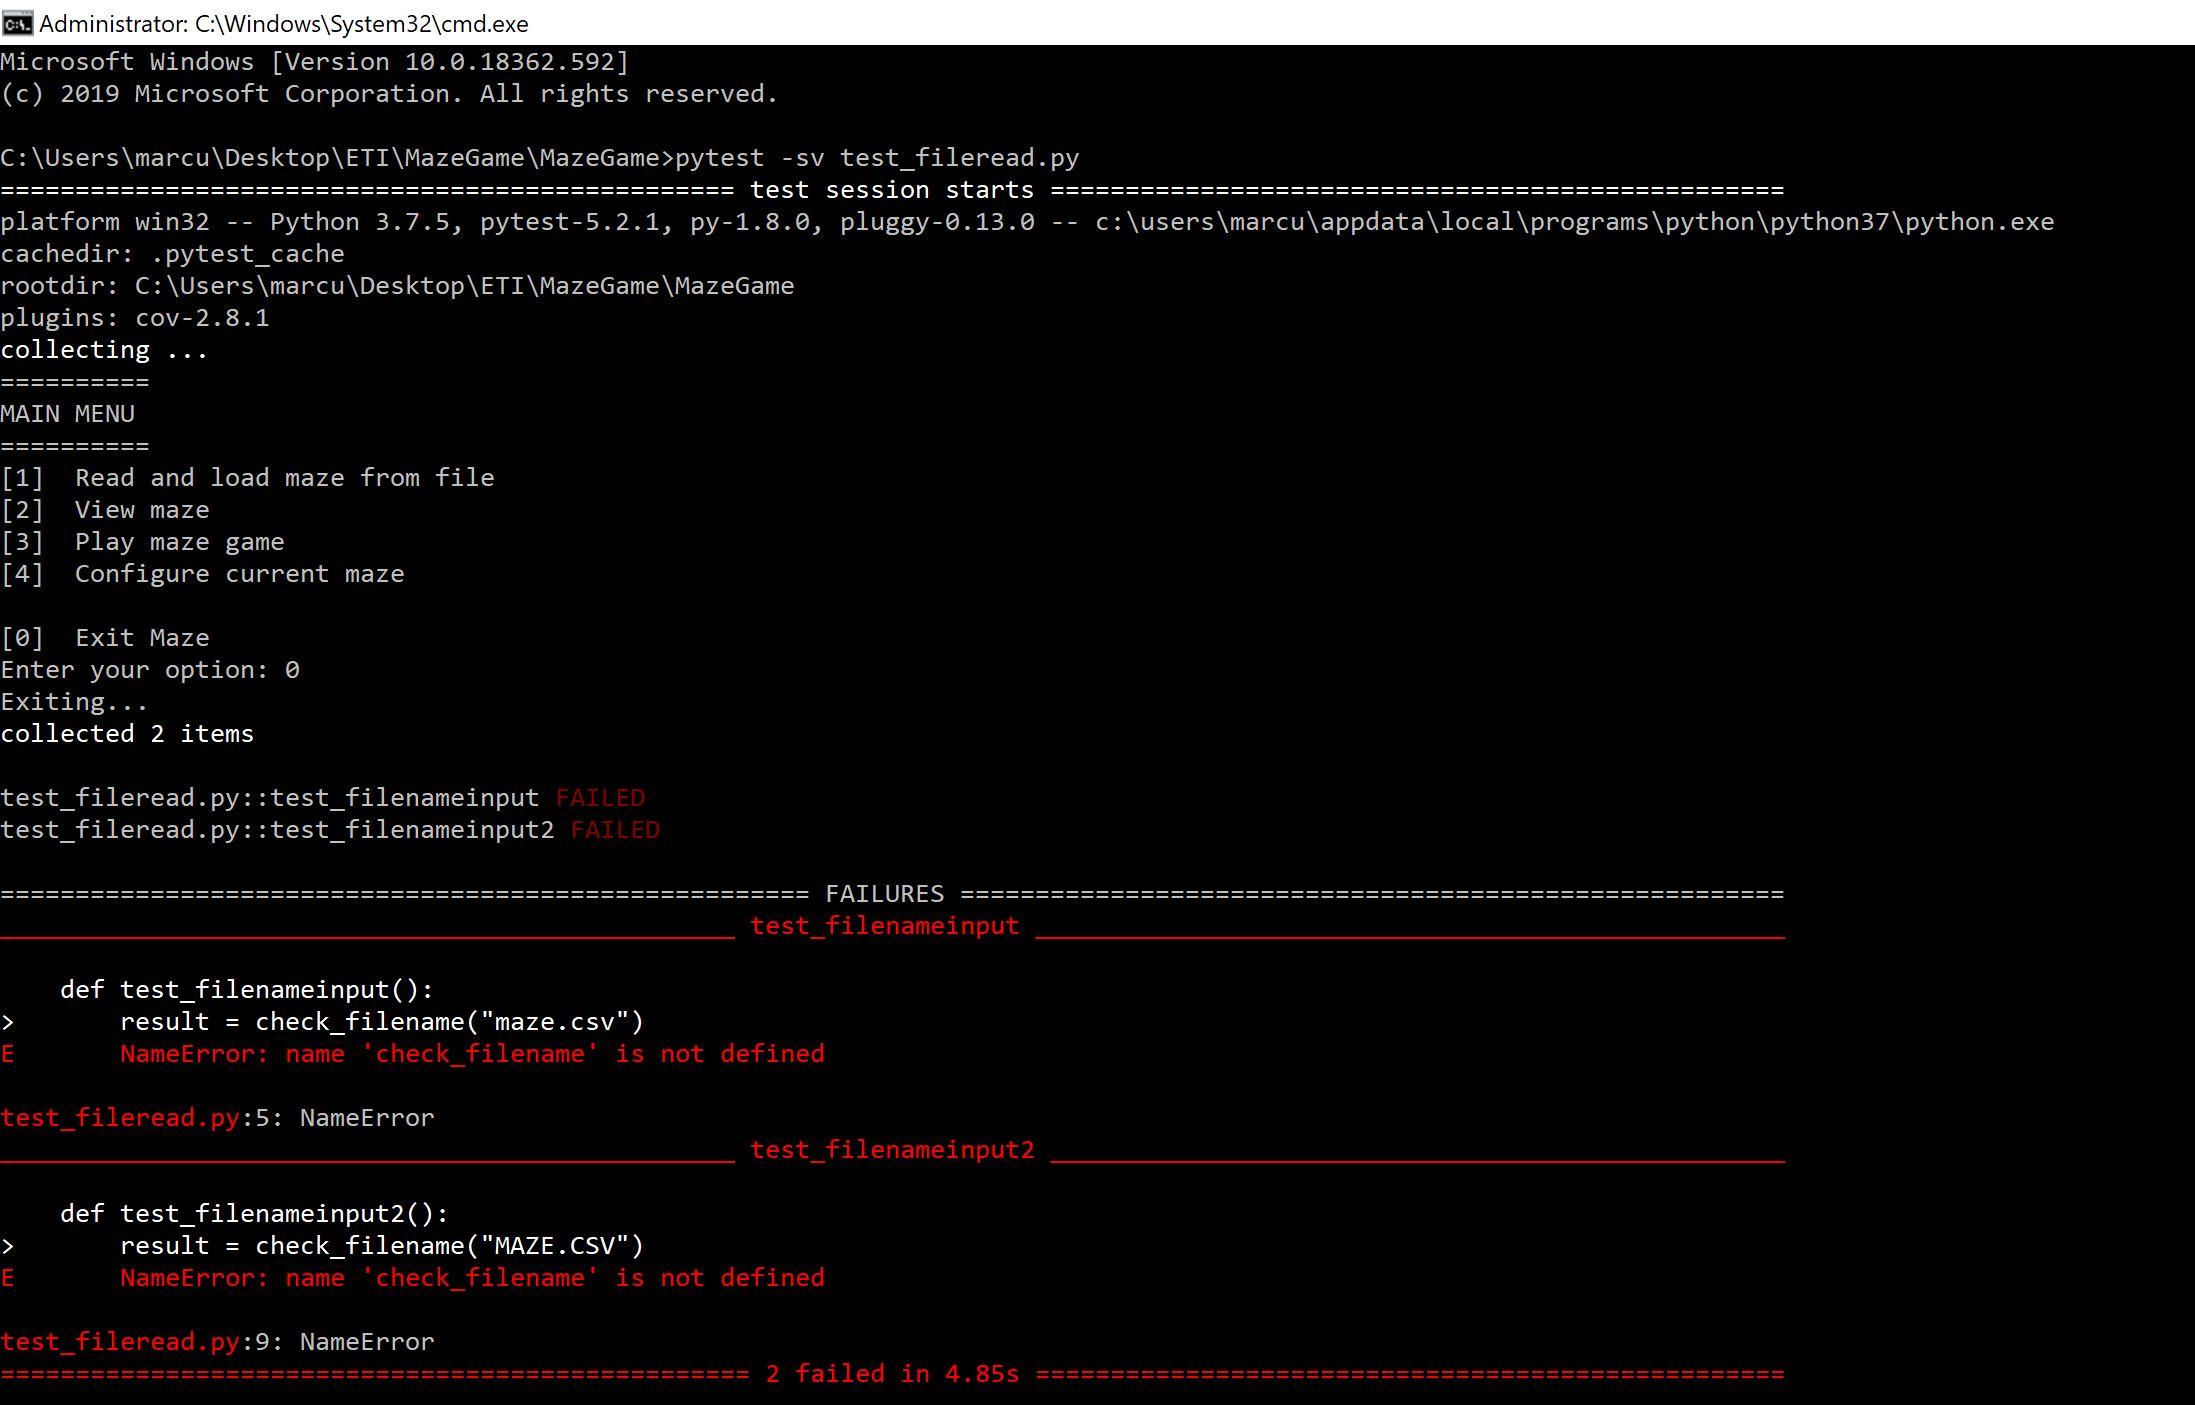 Administrator: C:\Windows\System32\cmd.exe
Microsoft Windows [Version 10.0.18362.592]
(c) 2019 Microsoft Corporation. All rights reserved.

C:\Users\marcu\Desktop\ETI\MazeGame\MazeGame>pytest -sv test_fileread.py
================================================= test session starts =================================================
platform win32 -- Python 3.7.5, pytest-5.2.1, py-1.8.0, pluggy-0.13.0 -- c:\users\marcu\appdata\local\programs\python\python37\python.exe
cachedir: .pytest_cache
rootdir: C:\Users\marcu\Desktop\ETI\MazeGame\MazeGame
plugins: cov-2.8.1
collecting ...
==========
MAIN MENU
==========
[1]  Read and load maze from file
[2]  View maze
[3]  Play maze game
[4]  Configure current maze

[0]  Exit Maze
Enter your option: 0
Exiting...
collected 2 items

test_fileread.py::test_filenameinput FAILED
test_fileread.py::test_filenameinput2 FAILED

====================================================== FAILURES =======================================================
_________________________________________________ test_filenameinput __________________________________________________

    def test_filenameinput():
>       result = check_filename("maze.csv")
E       NameError: name 'check_filename' is not defined

test_fileread.py:5: NameError
_________________________________________________ test_filenameinput2 _________________________________________________

    def test_filenameinput2():
>       result = check_filename("MAZE.CSV")
E       NameError: name 'check_filename' is not defined

test_fileread.py:9: NameError
================================================== 2 failed in 4.85s ==================================================